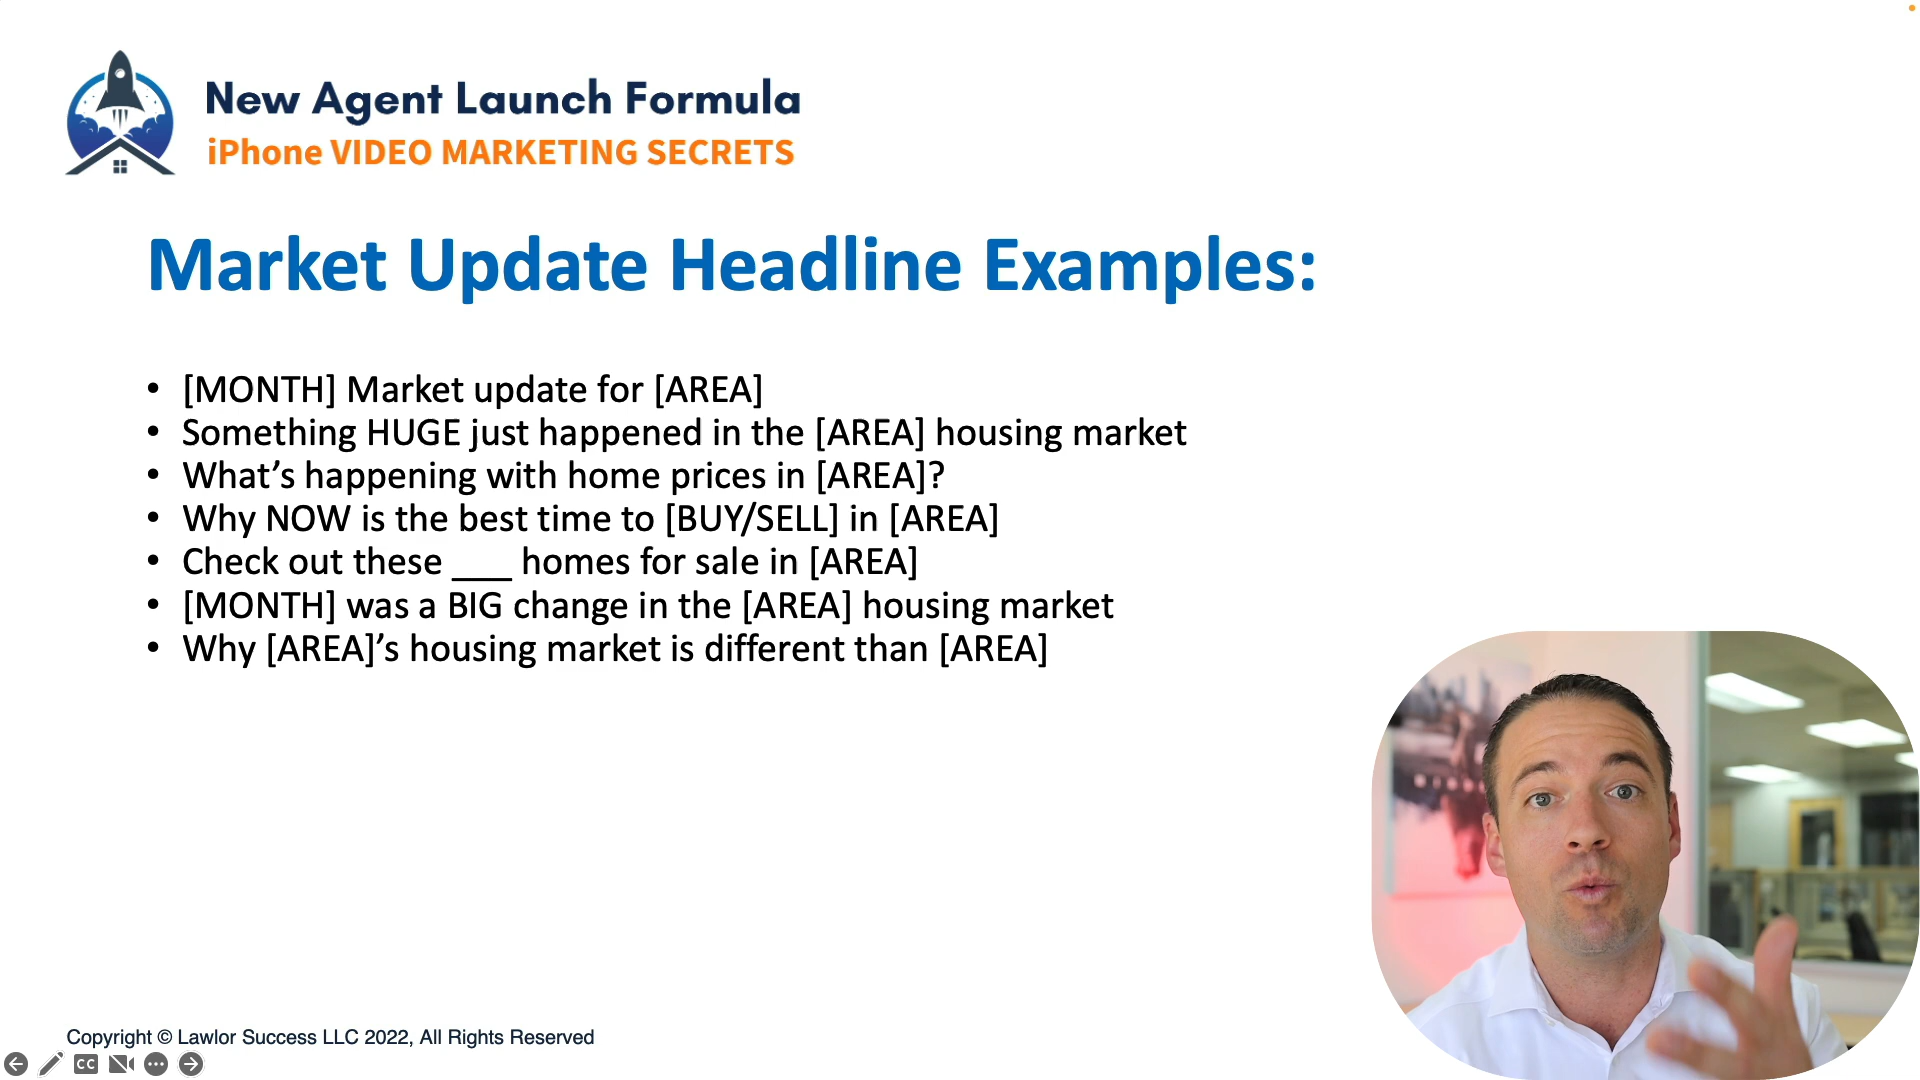 New Agent Launch Formula
iPhone VIDEO MARKETING SECRETS
Market Update Headline Examples:
• [MONTH] Market update for [AREA]
• Something HUGE just happened in the [AREA] housing market
• What’s happening with home prices in [AREA]?
• Why NOW is the best time to [BUY/SELL] in [AREA]
• Check out these ___ homes for sale in [AREA]
• [MONTH] was a BIG change in the [AREA] housing market
• Why [AREA]’s housing market is different than [AREA]
Copyright © Lawlor Success LLC 2022, All Rights Reserved
CC